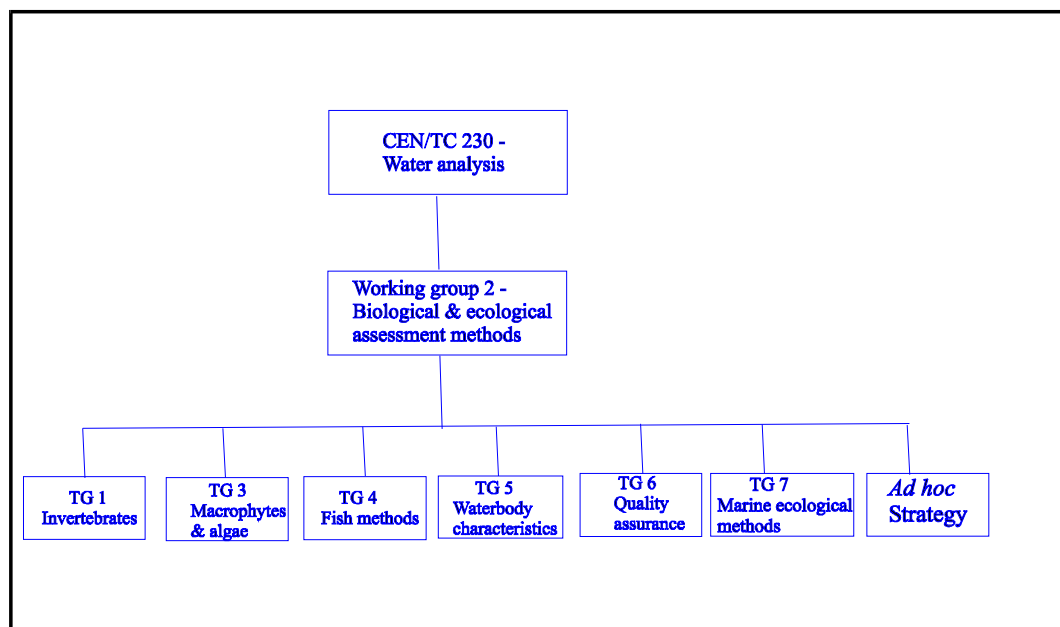 CEN/TC 230 -
Water analysis
Working group 2 -
Biological & ecological
assessment methods
TG 1
Invertebrates
TG 3
Macrophytes
& algae
TG 4
Fish methods
TG 5
Waterbody
characteristics
TG 6
Quality
assurance
TG 7
Marine ecological
methods
Ad hoc
Strategy